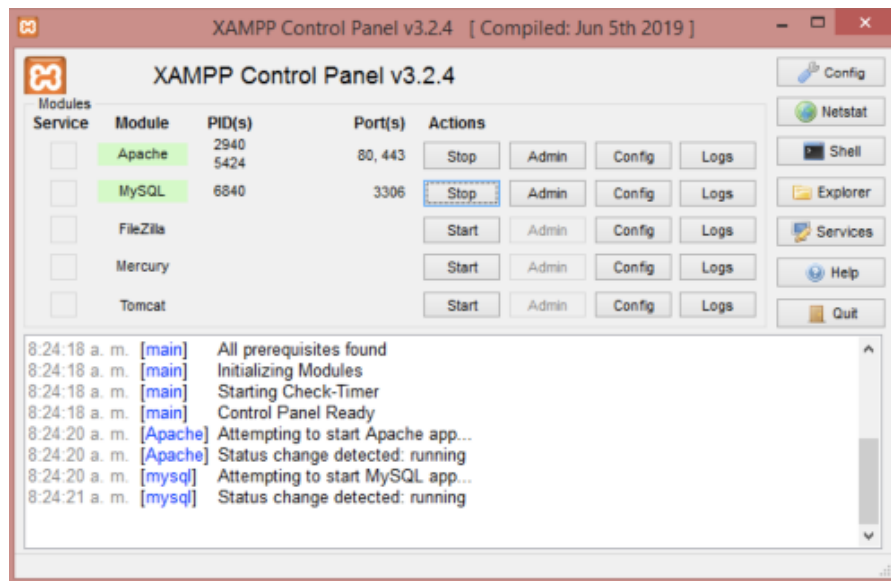 XAMPP Control Panel v3.2.4 [ Compiled: Jun 5th 2019 ]
XAMPP Control Panel v3.2.4
Config
Modules
Netstat
Service Module PID(s) Port(s) Actions
Apache 2940 5424 80, 443 Stop Admin Config Logs
Shell
MySQL 6840 3306 Stop Admin Config Logs
Explorer
FileZilla Start Admin Config Logs
Services
Mercury Start Admin Config Logs
Help
Tomcat Start Admin Config Logs
Quit
8:24:18 a. m. [main] All prerequisites found
8:24:18 a. m. [main] Initializing Modules
8:24:18 a. m. [main] Starting Check-Timer
8:24:18 a. m. [main] Control Panel Ready
8:24:20 a. m. [Apache] Attempting to start Apache app...
8:24:20 a. m. [Apache] Status change detected: running
8:24:20 a. m. [mysql] Attempting to start MySQL app...
8:24:21 a. m. [mysql] Status change detected: running